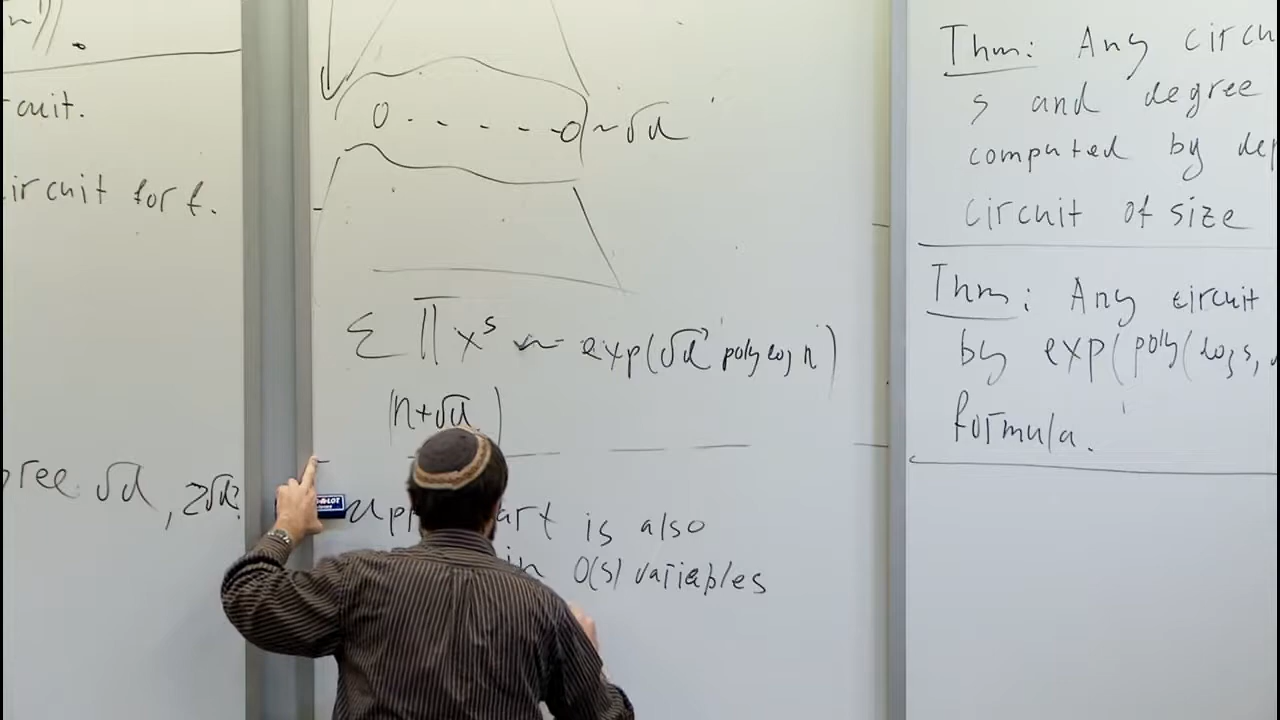 cuit.
ircuit for f.
ree √d, 2√d?
0 . - - - - -0 ~ √d
Σ Π x^s ~ exp(√d polylog n)
(n+√d
upp art is also
in O(s) variables
Thm: Any circu
s and degree
computed by dep
circuit of size
Thm: Any circuit
by exp(poly(log s,
formula.